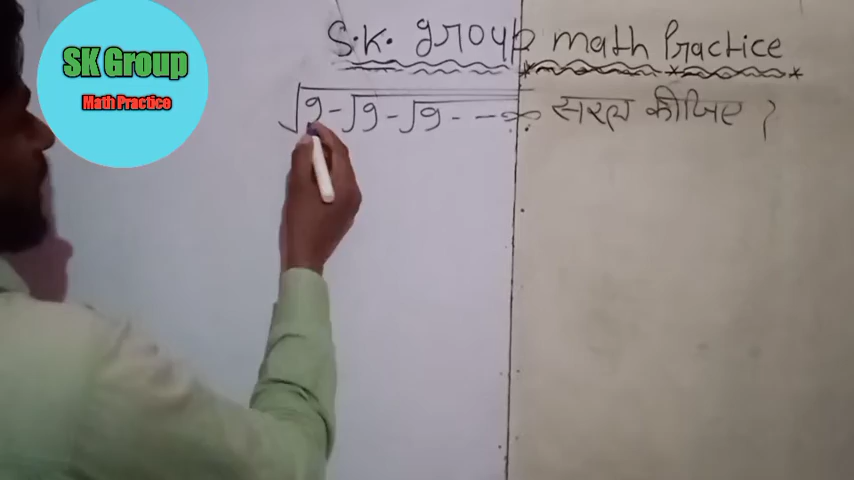 SK Group
Math Practice
S.K. group math Practice
√9-√9-√9---∞ सरल कीजिए ?